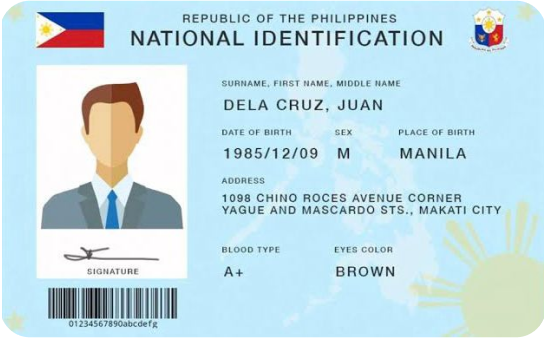 REPUBLIC OF THE PHILIPPINES
NATIONAL IDENTIFICATION
SURNAME, FIRST NAME, MIDDLE NAME
DELA CRUZ, JUAN
DATE OF BIRTH SEX PLACE OF BIRTH
1985/12/09 M MANILA
ADDRESS
1098 CHINO ROCES AVENUE CORNER
YAGUE AND MASCARDO STS., MAKATI CITY
BLOOD TYPE EYES COLOR
A+ BROWN
SIGNATURE
01234567890abcdefg